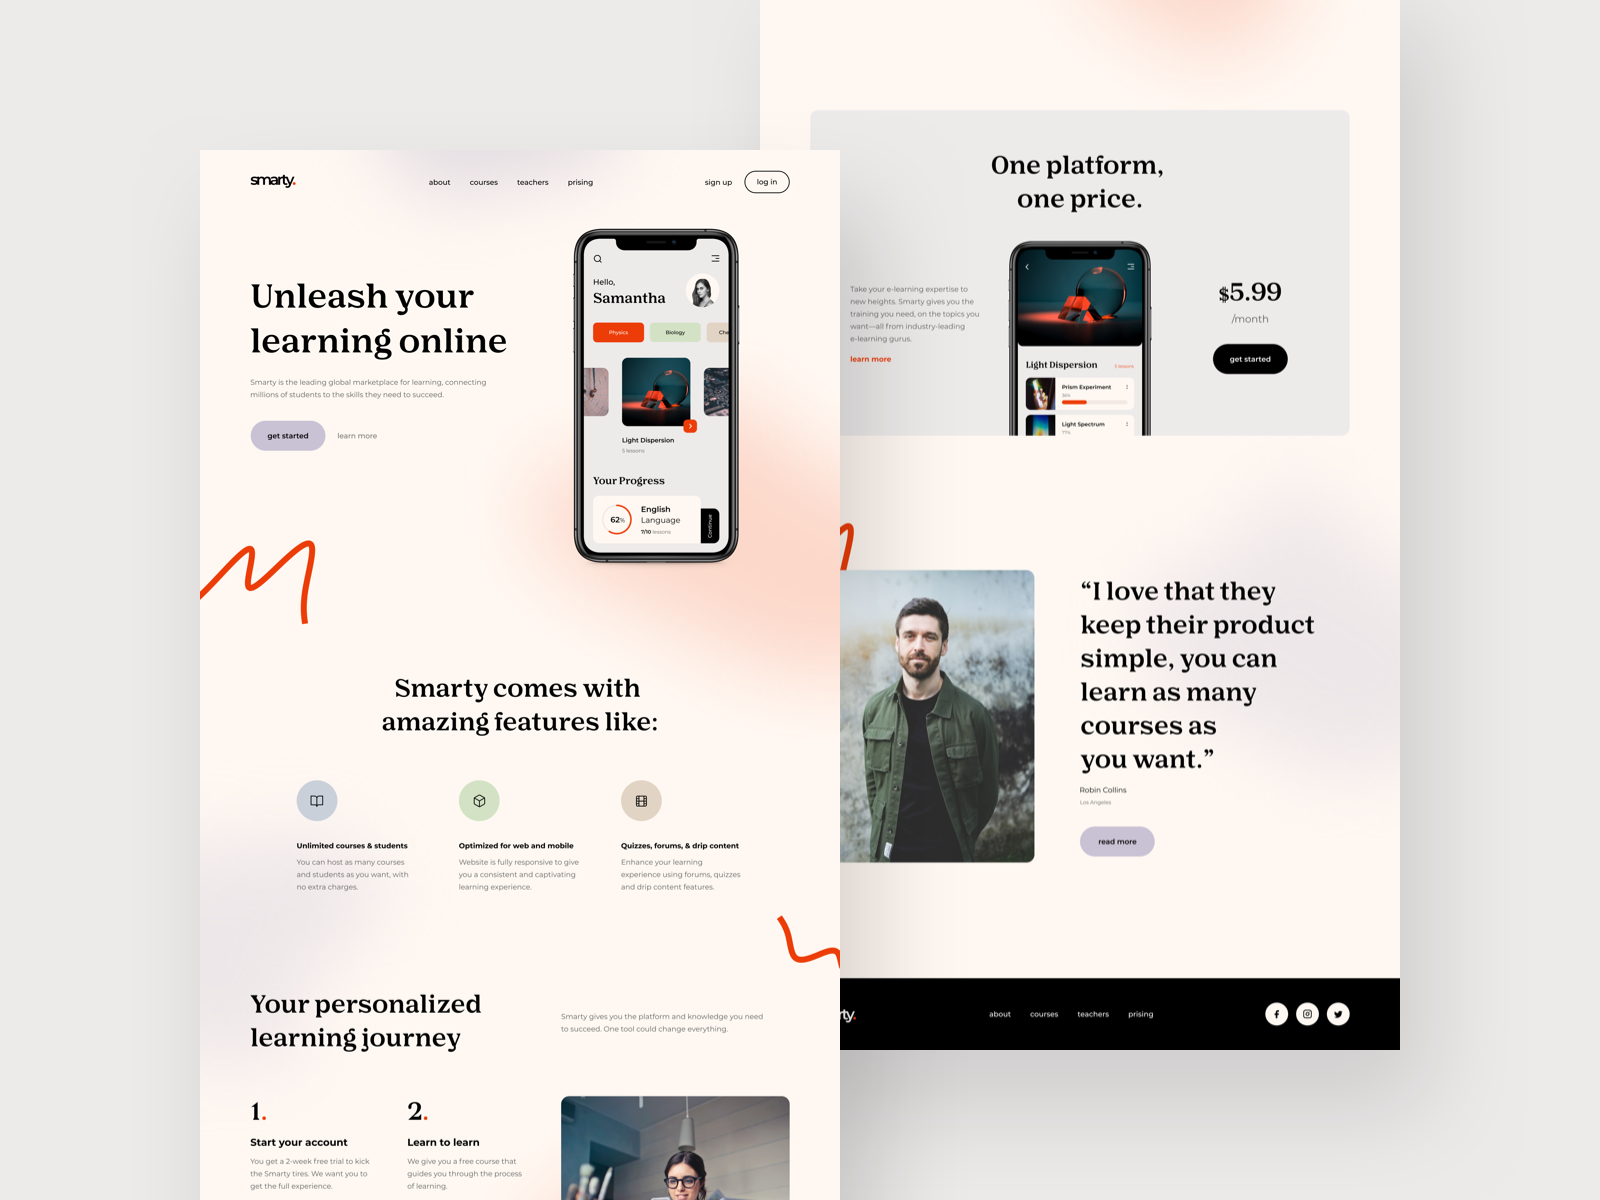 smarty.
about courses teachers prising
sign up log in
Unleash your
learning online
Smarty is the leading global marketplace for learning, connecting
millions of students to the skills they need to succeed.
get started learn more
Hello,
Samantha
Physics Biology Che
Light Dispersion
5 lessons
Your Progress
62%
English
Language
7/10 lessons
Continue
Smarty comes with
amazing features like:
Unlimited courses & students
You can host as many courses
and students as you want, with
no extra charges.
Optimized for web and mobile
Website is fully responsive to give
you a consistent and captivating
learning experience.
Quizzes, forums, & drip content
Enhance your learning
experience using forums, quizzes
and drip content features.
Your personalized
learning journey
Smarty gives you the platform and knowledge you need
to succeed. One tool could change everything.
1.
Start your account
You get a 2-week free trial to kick
the Smarty tires. We want you to
get the full experience.
2.
Learn to learn
We give you a free course that
guides you through the process
of learning.
One platform,
one price.
Take your e-learning expertise to
new heights. Smarty gives you the
training you need, on the topics you
want—all from industry-leading
e-learning gurus.
learn more
Light Dispersion
5 lessons
Prism Experiment
Light Spectrum
$5.99
/month
get started
“I love that they
keep their product
simple, you can
learn as many
courses as
you want.”
Robin Collins
Los Angeles
read more
rty.
about courses teachers prising